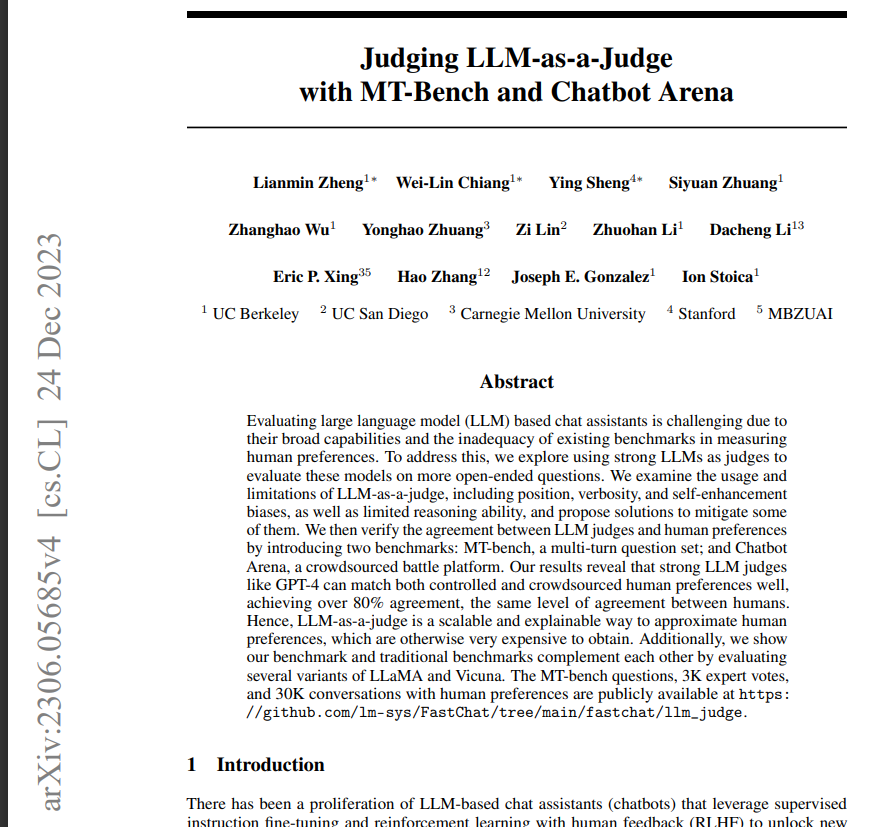 Judging LLM-as-a-Judge
with MT-Bench and Chatbot Arena
Lianmin Zheng1* Wei-Lin Chiang1* Ying Sheng4* Siyuan Zhuang1
Zhanghao Wu1 Yonghao Zhuang3 Zi Lin2 Zhuohan Li1 Dacheng Li13
Eric P. Xing35 Hao Zhang12 Joseph E. Gonzalez1 Ion Stoica1
1 UC Berkeley 2 UC San Diego 3 Carnegie Mellon University 4 Stanford 5 MBZUAI
Abstract
Evaluating large language model (LLM) based chat assistants is challenging due to
their broad capabilities and the inadequacy of existing benchmarks in measuring
human preferences. To address this, we explore using strong LLMs as judges to
evaluate these models on more open-ended questions. We examine the usage and
limitations of LLM-as-a-judge, including position, verbosity, and self-enhancement
biases, as well as limited reasoning ability, and propose solutions to mitigate some
of them. We then verify the agreement between LLM judges and human preferences
by introducing two benchmarks: MT-bench, a multi-turn question set; and Chatbot
Arena, a crowdsourced battle platform. Our results reveal that strong LLM judges
like GPT-4 can match both controlled and crowdsourced human preferences well,
achieving over 80% agreement, the same level of agreement between humans.
Hence, LLM-as-a-judge is a scalable and explainable way to approximate human
preferences, which are otherwise very expensive to obtain. Additionally, we show
our benchmark and traditional benchmarks complement each other by evaluating
several variants of LLaMA and Vicuna. The MT-bench questions, 3K expert votes,
and 30K conversations with human preferences are publicly available at https:
//github.com/lm-sys/FastChat/tree/main/fastchat/llm_judge.
1 Introduction
There has been a proliferation of LLM-based chat assistants (chatbots) that leverage supervised
instruction fine-tuning and reinforcement learning with human feedback (RLHF) to unlock new
arXiv:2306.05685v4 [cs.CL] 24 Dec 2023